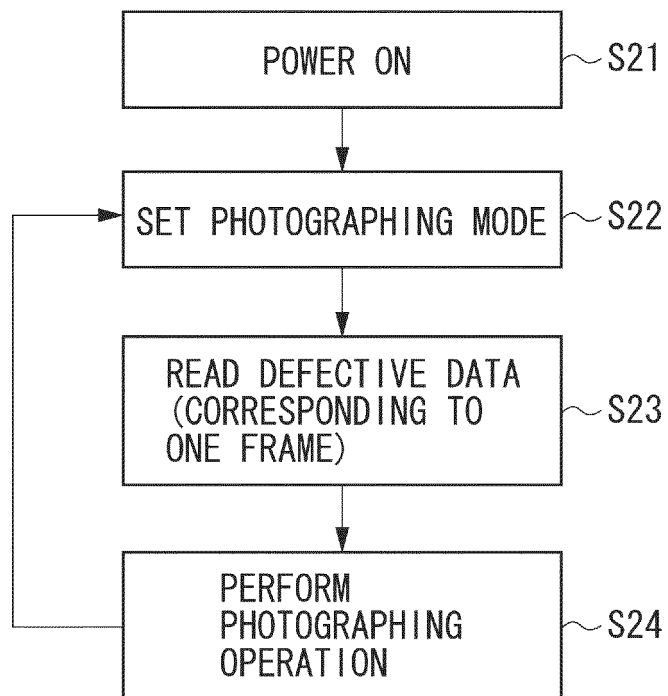 POWER ON
S21
SET PHOTOGRAPHING MODE
S22
READ DEFECTIVE DATA
(CORRESPONDING TO
ONE FRAME)
S23
PERFORM
PHOTOGRAPHING
OPERATION
S24